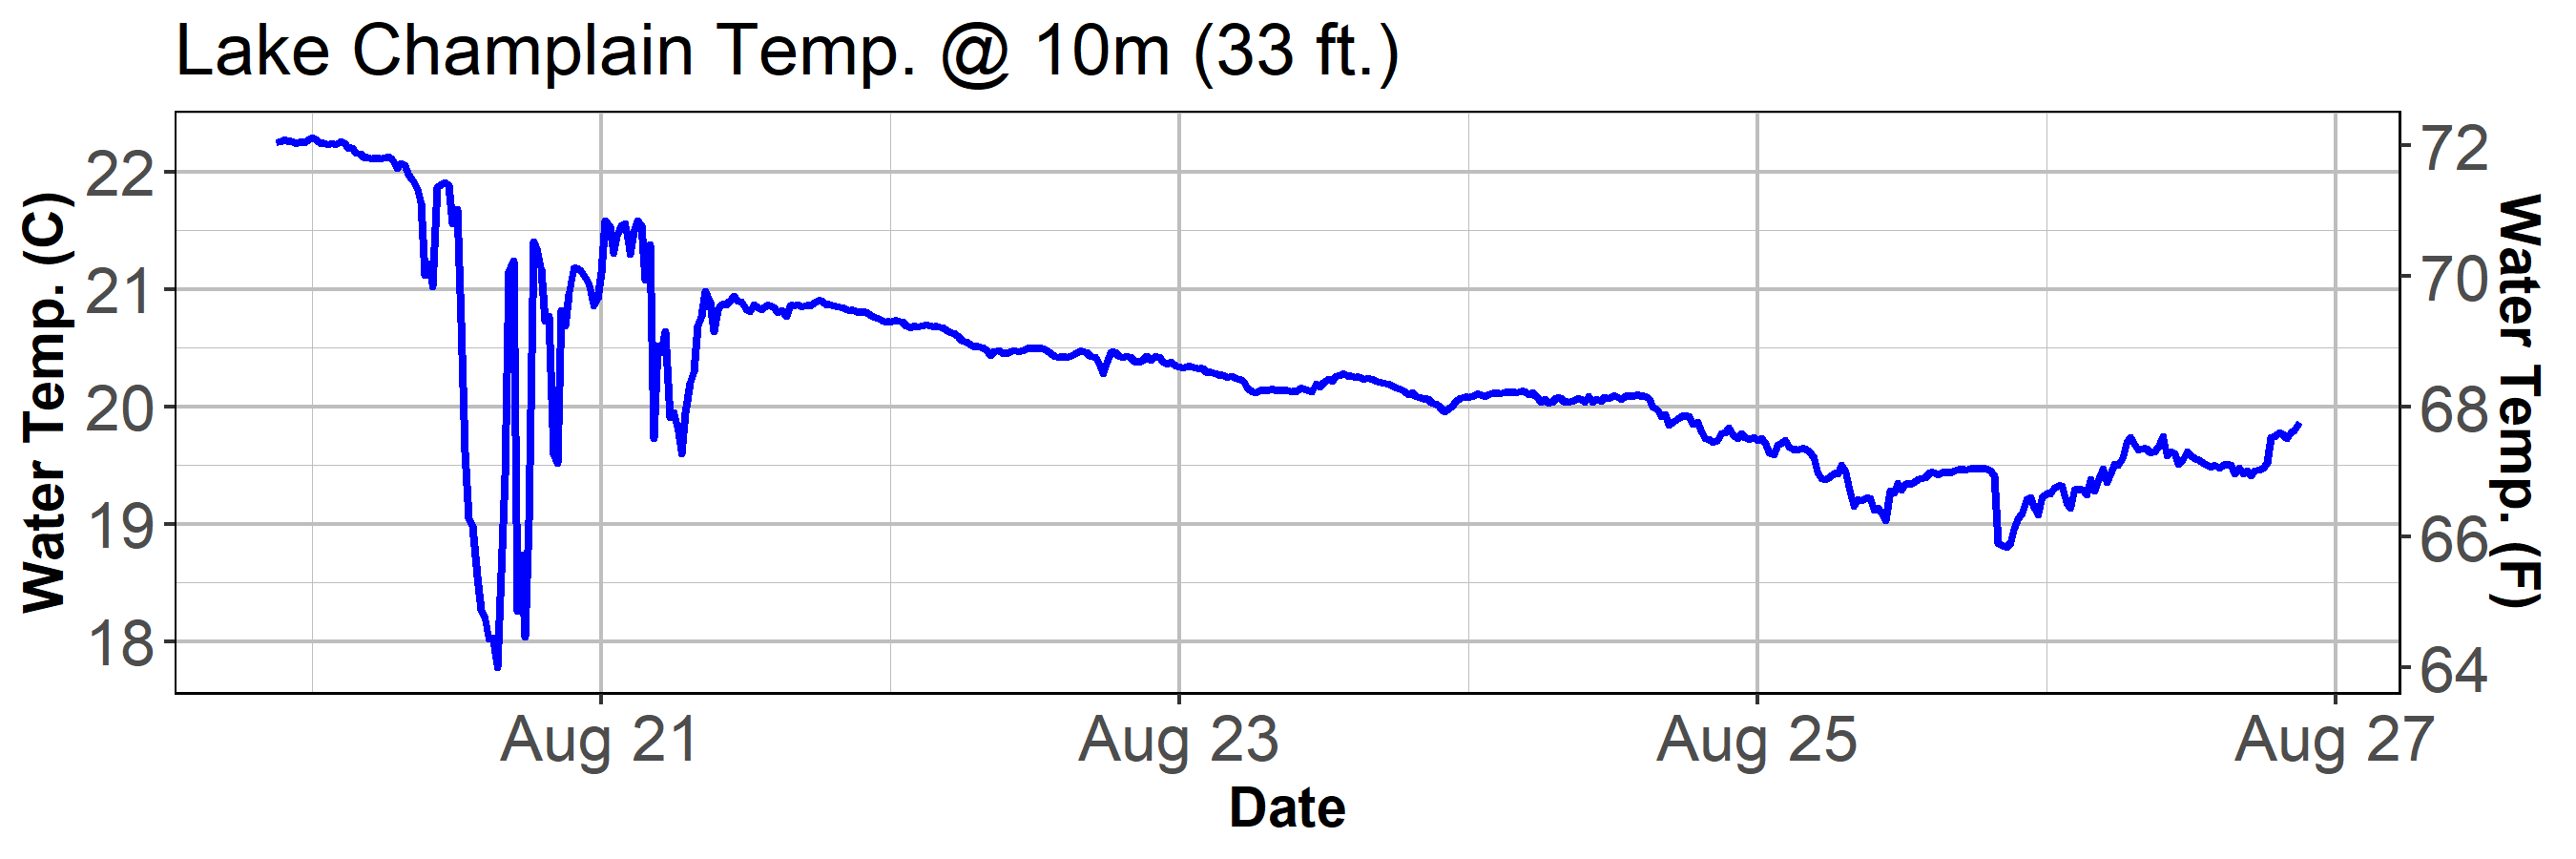 Lake Champlain Temp. @ 10m (33 ft.)
Water Temp. (C)
22
21
20
19
18
72
70
68
66
64
Water Temp. (F)
Aug 21
Aug 23
Aug 25
Aug 27
Date